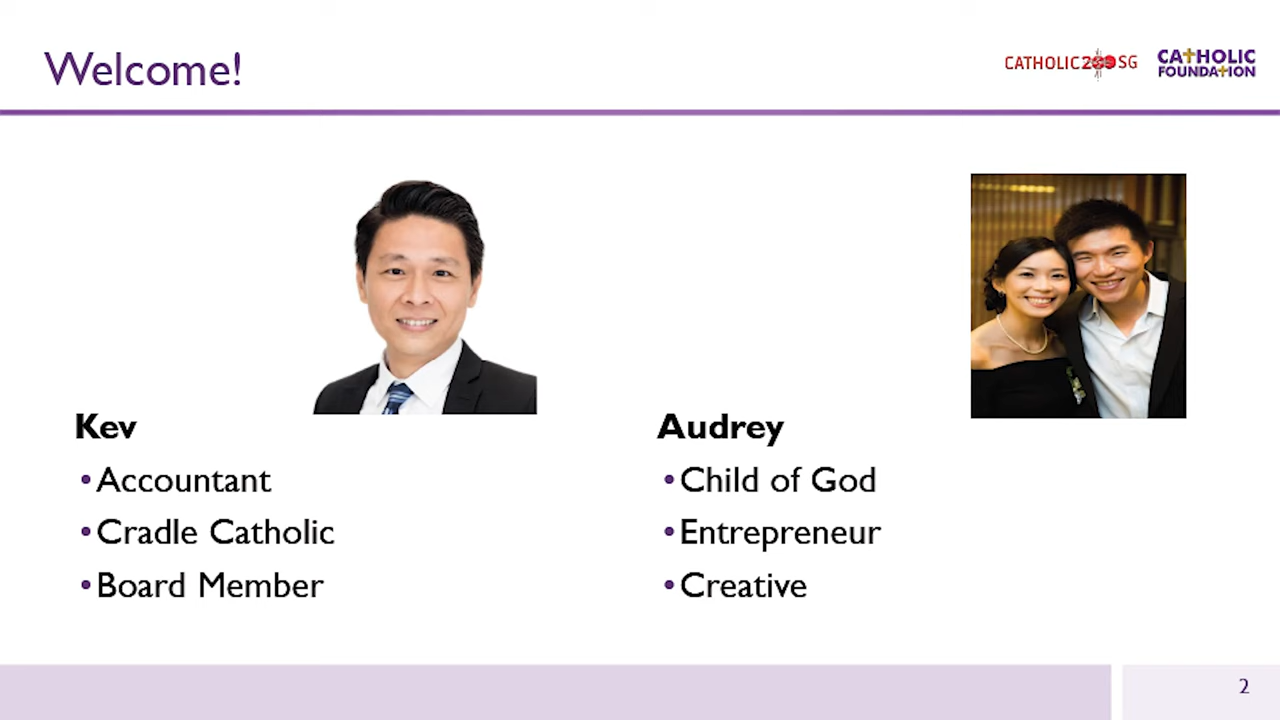 Welcome!
CATHOLIC200SG
CATHOLIC
FOUNDATION
Kev
•Accountant
•Cradle Catholic
•Board Member
Audrey
•Child of God
•Entrepreneur
•Creative
2